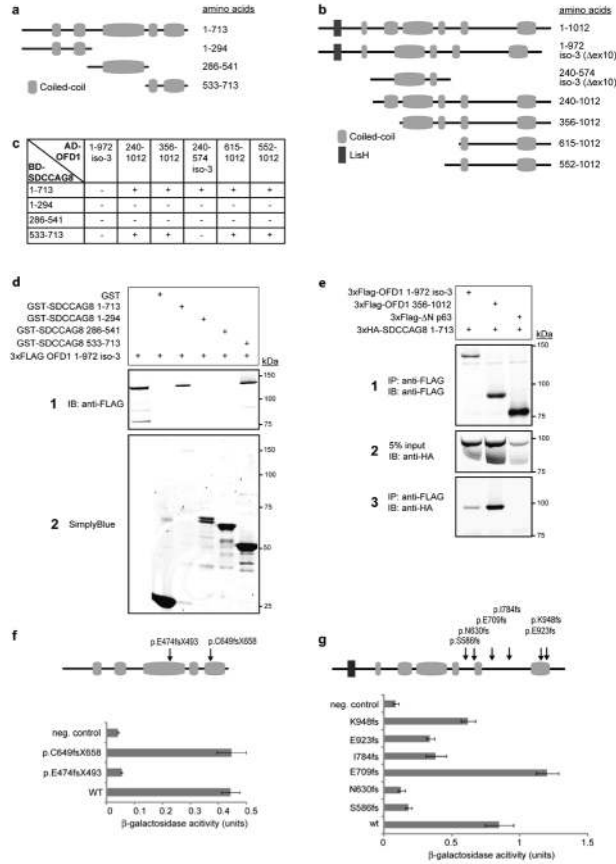 a
amino acids
1-713
1-294
286-541
533-713
Coiled-coil
b
amino acids
1-1012
1-972
iso-3 (Δex10)
240-574
iso-3 (Δex10)
240-1012
356-1012
615-1012
552-1012
Coiled-coil
LisH
c
AD-OFD1
BD-SDCCAG8
1-972 iso-3
240-1012
356-1012
240-574 iso-3
615-1012
552-1012
1-713 - + + + + +
1-294 - - - - - -
286-541 - - - - - -
533-713 - + + - + +
d
GST +
GST-SDCCAG8 1-713 +
GST-SDCCAG8 1-294 +
GST-SDCCAG8 286-541 +
GST-SDCCAG8 533-713 +
3xFLAG OFD1 1-972 iso-3 + + + + + +
kDa
1
IB: anti-FLAG
150
100
75
2
SimplyBlue
75
50
25
e
3xFlag-OFD1 1-972 iso-3 +
3xFlag-OFD1 356-1012 +
3xFlag-ΔN p63 +
3xHA-SDCCAG8 1-713 + + +
kDa
1
IP: anti-FLAG
IB: anti-FLAG
150
100
75
2
5% input
IB: anti-HA
100
75
3
IP: anti-FLAG
IB: anti-HA
100
75
f
p.E474fsX493
p.C649fsX658
neg. control
p.C649fsX658
p.E474fsX493
WT
0 0.1 0.2 0.3 0.4 0.5
β-galactosidase acitivity (units)
g
p.I784fs
p.E709fs
p.K948fs
p.N630fs
p.E923fs
p.S586fs
neg. control
K948fs
E923fs
I784fs
E709fs
N630fs
S586fs
wt
0 0.5 1 1.5
β-galactosidase acitivity (units)